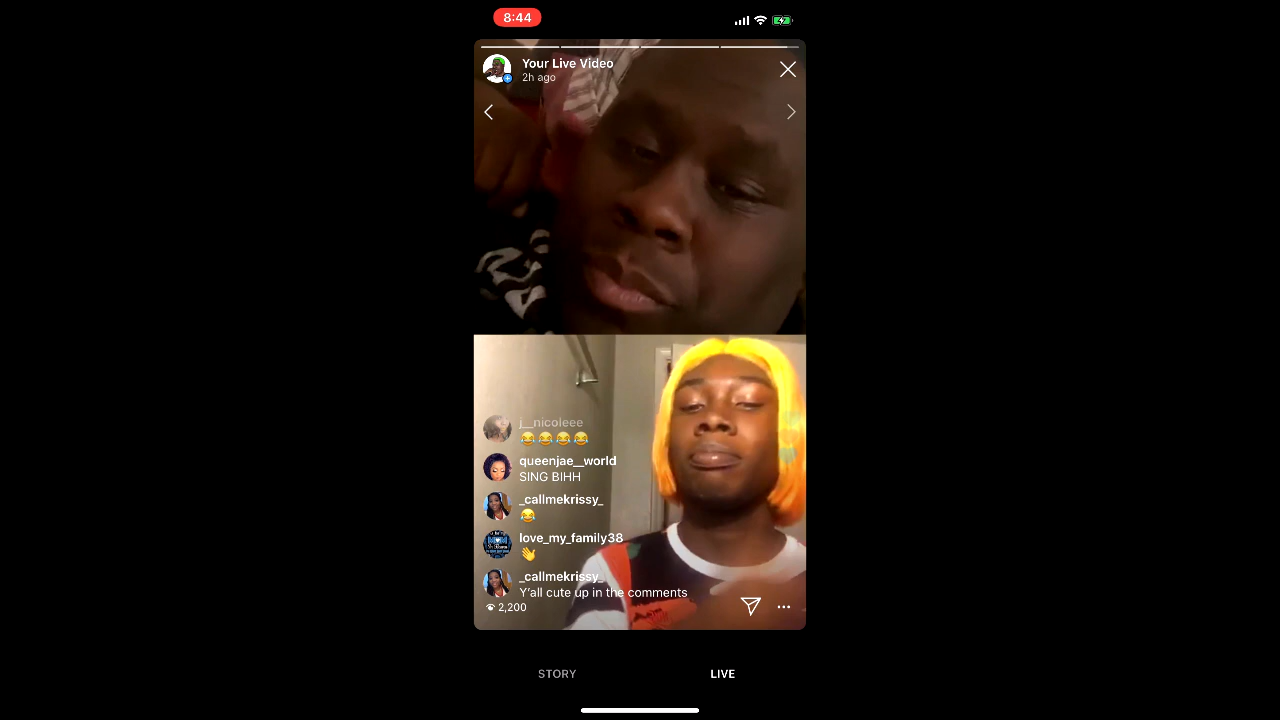 8:44
Your Live Video
2h ago
j__nicoleee
😂😂😂😂
queenjae__world
SING BIHH
_callmekrissy_
😂
love_my_family38
👋
_callmekrissy_
Y'all cute up in the comments
2,200
STORY
LIVE